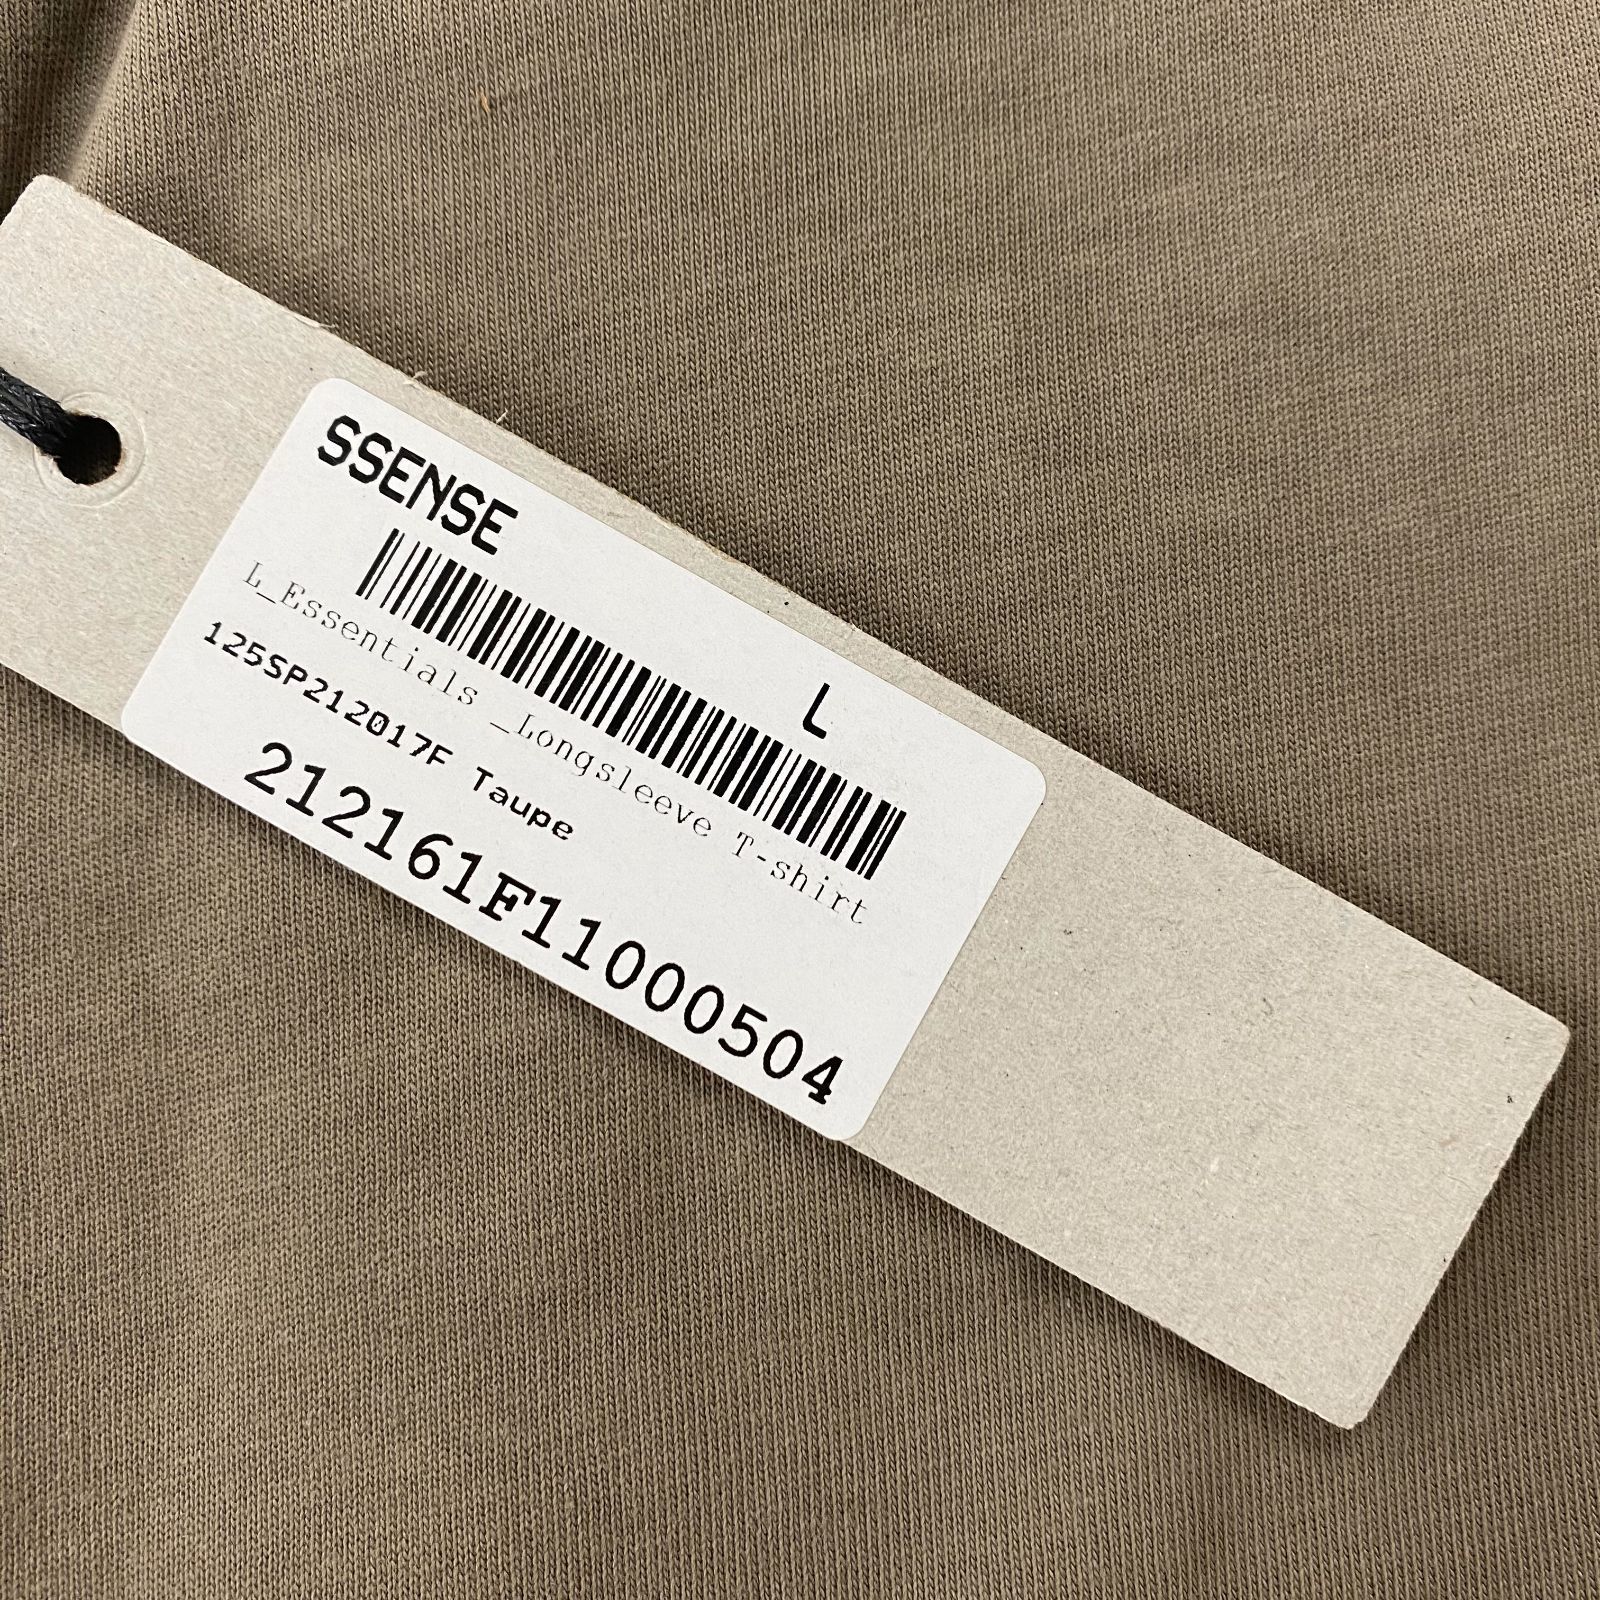 SSENSE
L
L_Essentials _Longsleeve T-shirt
125SP212017F Taupe
212161F11000504